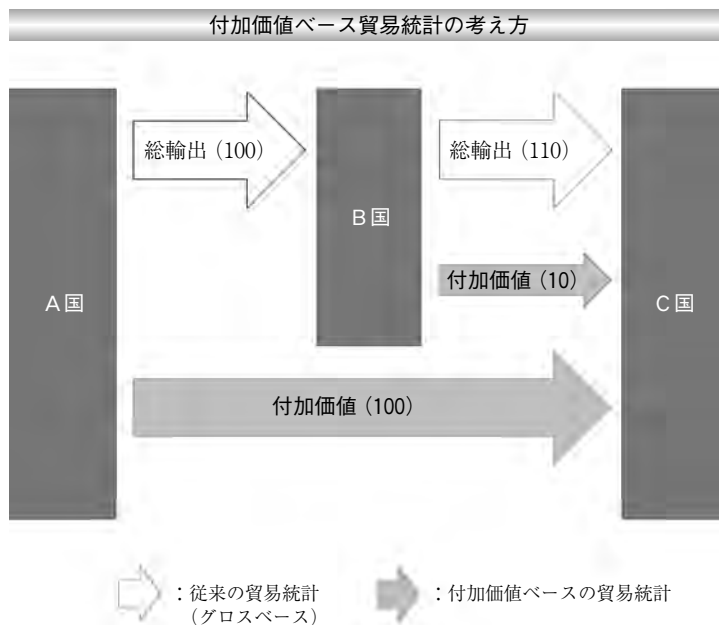 付加価値ベース貿易統計の考え方
総輸出（100）
総輸出（110）
B国
付加価値（10）
A国
C国
付加価値（100）
：従来の貿易統計
（グロスベース）
：付加価値ベースの貿易統計